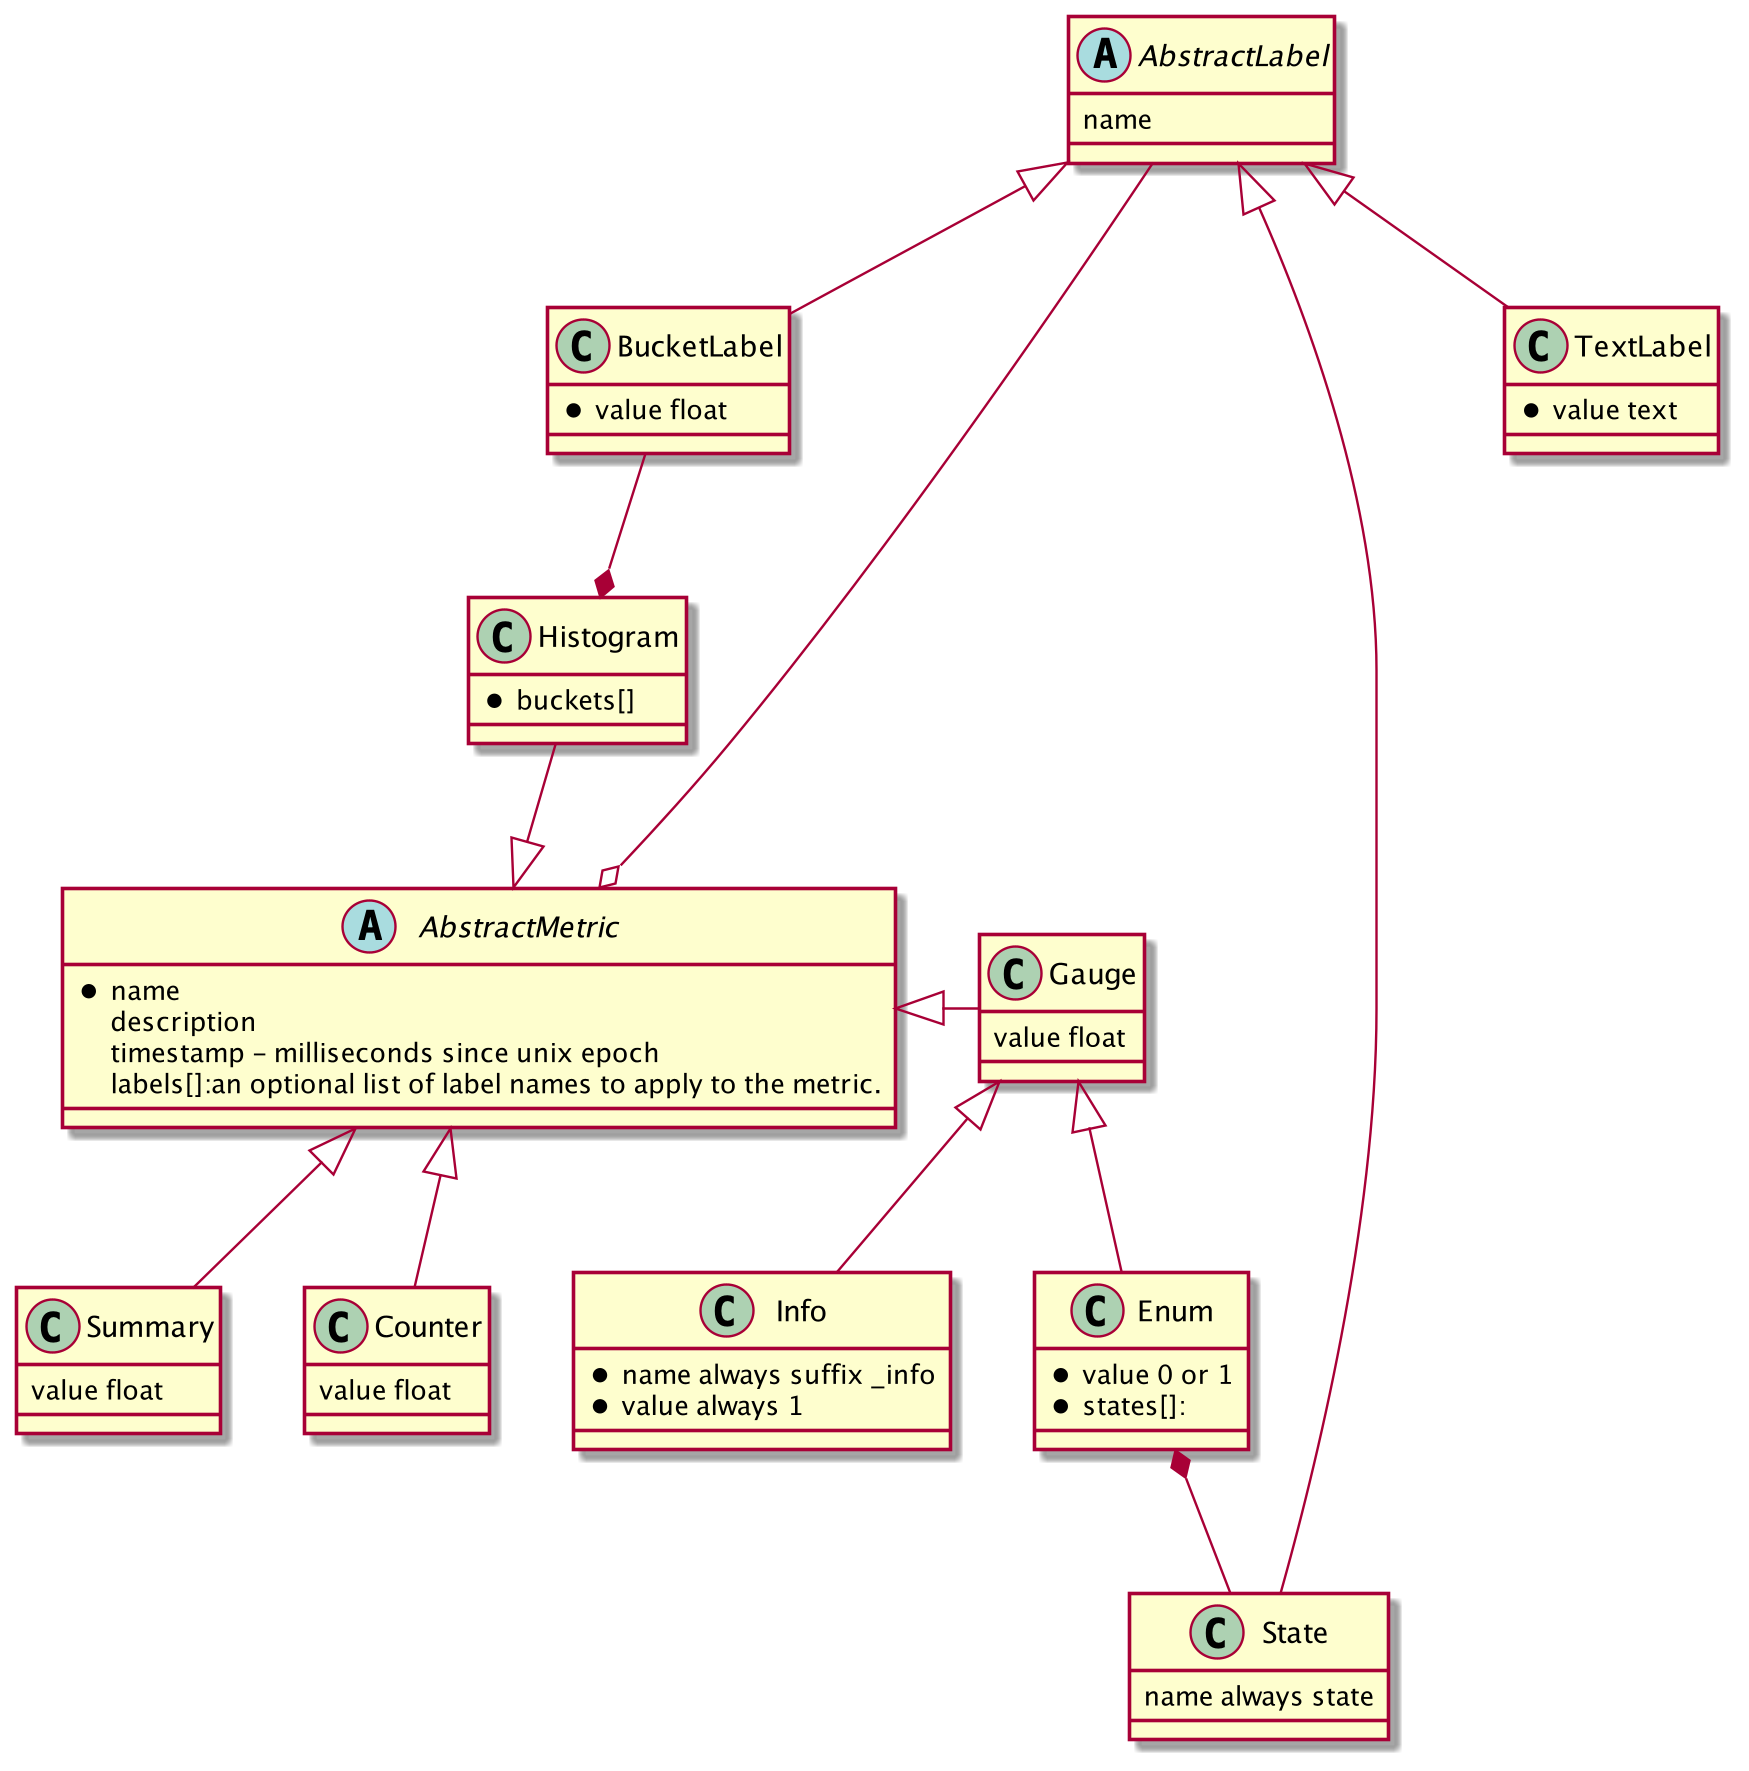 A AbstractLabel
name
C BucketLabel
value float
C TextLabel
value text
C Histogram
buckets[]
A AbstractMetric
name
description
timestamp – milliseconds since unix epoch
labels[]:an optional list of label names to apply to the metric.
C Gauge
value float
C Summary
value float
C Counter
value float
C Info
name always suffix _info
value always 1
C Enum
value 0 or 1
states[]:
C State
name always state